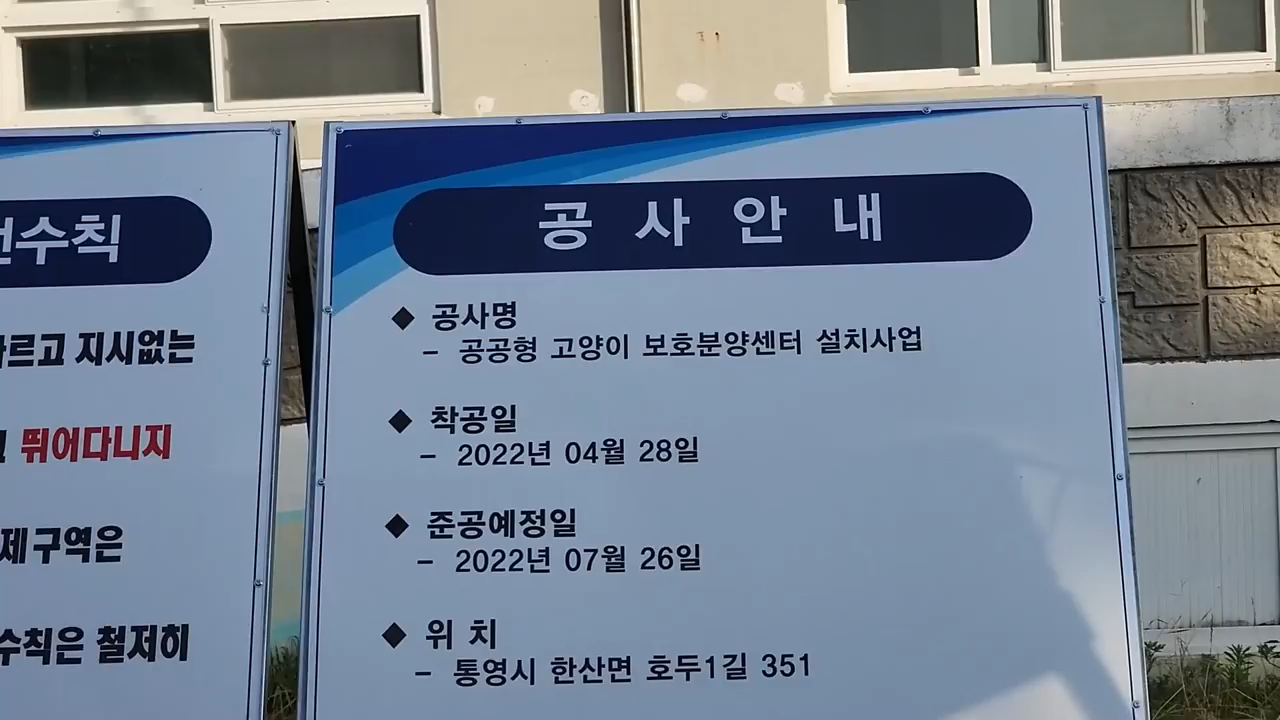 수칙
따르고 지시없는
뛰어다니지
제구역은
수칙은 철저히
공 사 안 내
◆ 공사명
- 공공형 고양이 보호분양센터 설치사업
◆ 착공일
- 2022년 04월 28일
◆ 준공예정일
- 2022년 07월 26일
◆ 위 치
- 통영시 한산면 호두1길 351